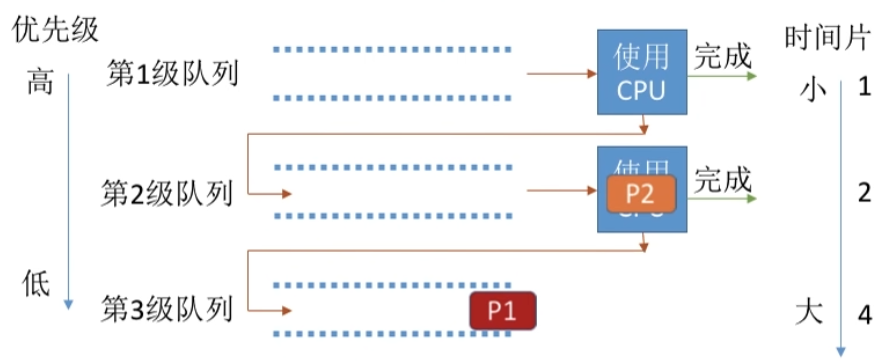 优先级
时间片
高
第1级队列
使用
CPU
完成
小
1
第2级队列
使用
P2
CPU
完成
2
低
第3级队列
P1
大
4